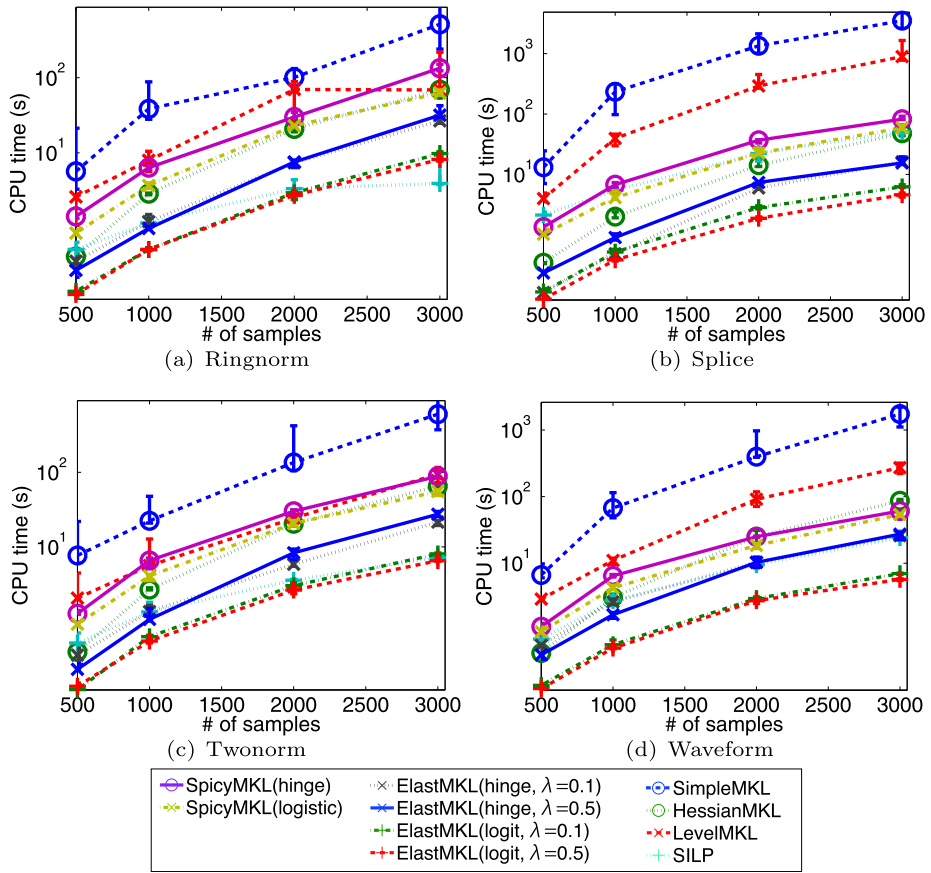 CPU time (s)
10^2
10^1
500 1000 1500 2000 2500 3000
# of samples
(a) Ringnorm
CPU time (s)
10^3
10^2
10^1
500 1000 1500 2000 2500 3000
# of samples
(b) Splice
CPU time (s)
10^2
10^1
500 1000 1500 2000 2500 3000
# of samples
(c) Twonorm
CPU time (s)
10^3
10^2
10^1
500 1000 1500 2000 2500 3000
# of samples
(d) Waveform
SpicyMKL(hinge)
SpicyMKL(logistic)
ElastMKL(hinge, λ=0.1)
ElastMKL(hinge, λ=0.5)
ElastMKL(logit, λ=0.1)
ElastMKL(logit, λ=0.5)
SimpleMKL
HessianMKL
LevelMKL
SILP